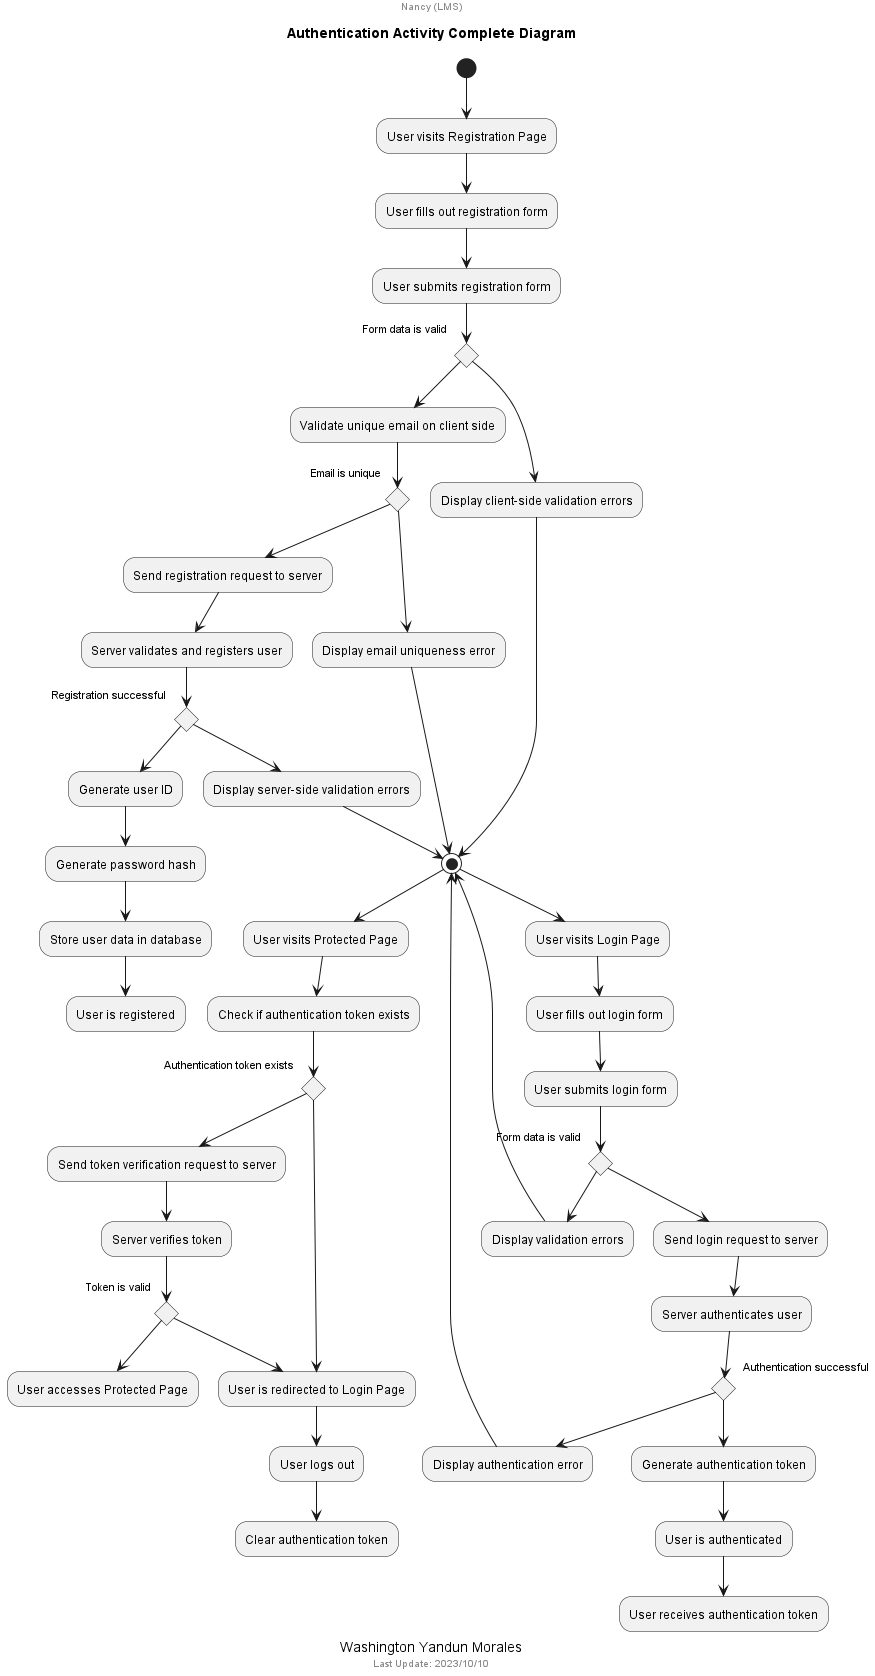 Nancy (LMS)
Authentication Activity Complete Diagram
User visits Registration Page
User fills out registration form
User submits registration form
Form data is valid
Validate unique email on client side
Email is unique
Display client-side validation errors
Send registration request to server
Server validates and registers user
Display email uniqueness error
Registration successful
Generate user ID
Display server-side validation errors
Generate password hash
Store user data in database
User is registered
User visits Protected Page
User visits Login Page
Check if authentication token exists
User fills out login form
Authentication token exists
User submits login form
Form data is valid
Send token verification request to server
Server verifies token
Display validation errors
Send login request to server
Token is valid
Server authenticates user
Authentication successful
User accesses Protected Page
User is redirected to Login Page
User logs out
Display authentication error
Generate authentication token
Clear authentication token
User is authenticated
User receives authentication token
Washington Yandun Morales
Last Update: 2023/10/10